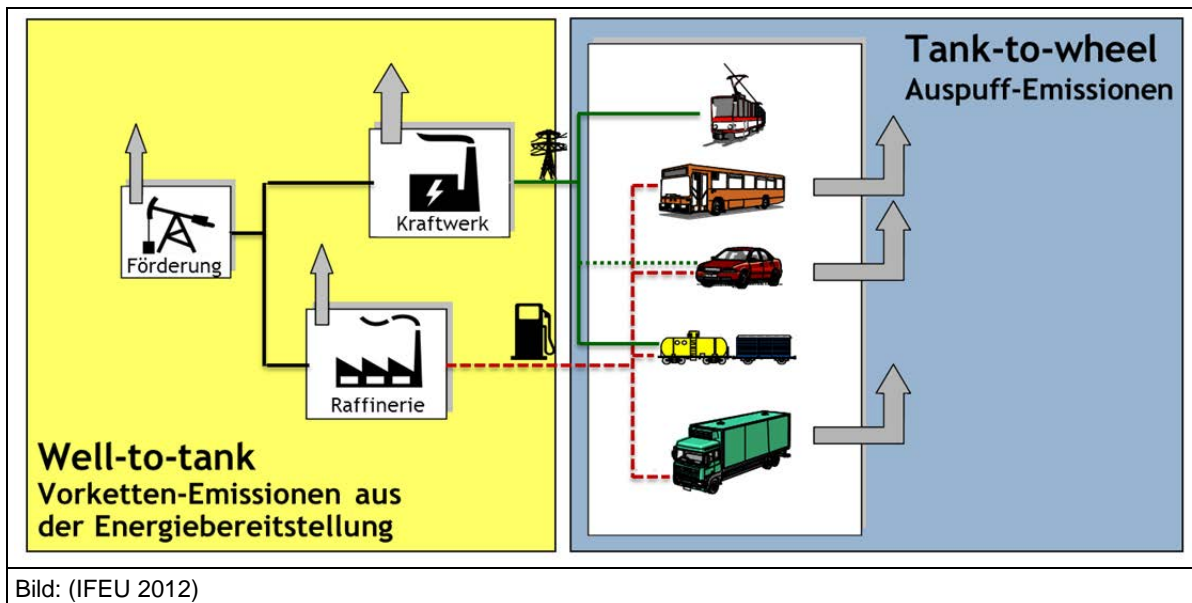 Tank-to-wheel
Auspuff-Emissionen
Kraftwerk
Förderung
Raffinerie
Well-to-tank
Vorketten-Emissionen aus
der Energiebereitstellung
Bild: (IFEU 2012)